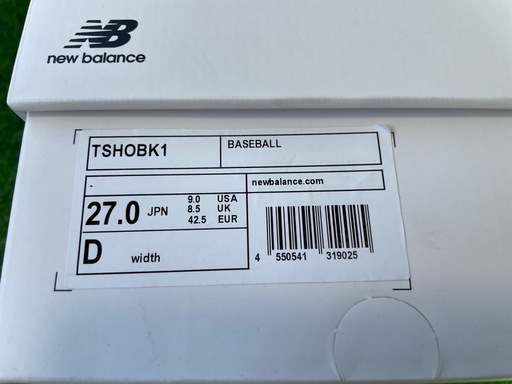 NB
new balance
TSHOBK1 BASEBALL
- newbalance.com
27.0 JPN 9.0 USA
8.5 UK
42.5 EUR
D width
4 550541 319025